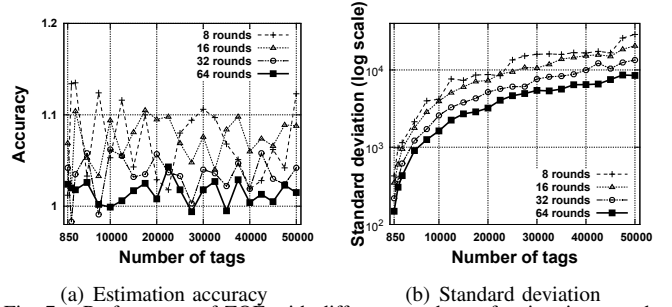 1.2
1.1
1
850
10000
20000
30000
40000
50000
Accuracy
Number of tags
8 rounds
16 rounds
32 rounds
64 rounds
(a) Estimation accuracy
10^5
10^4
10^3
10^2
850
10000
20000
30000
40000
50000
Standard deviation (log scale)
Number of tags
8 rounds
16 rounds
32 rounds
64 rounds
(b) Standard deviation